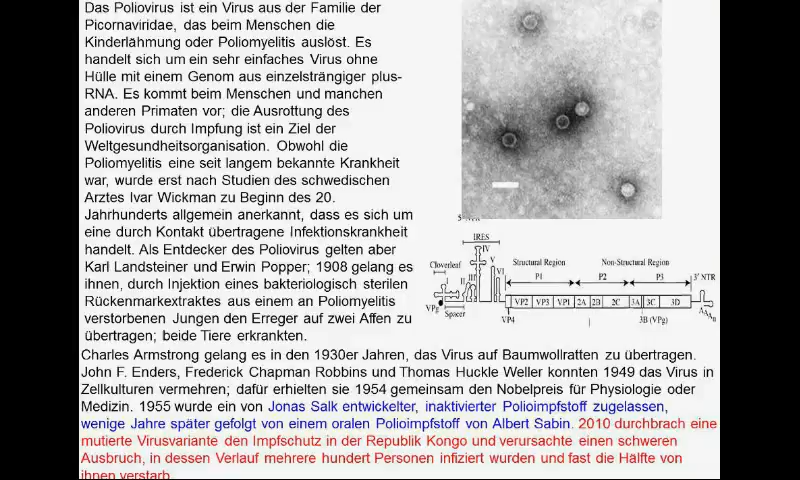 Das Poliovirus ist ein Virus aus der Familie der
Picornaviridae, das beim Menschen die
Kinderlähmung oder Poliomyelitis auslöst. Es
handelt sich um ein sehr einfaches Virus ohne
Hülle mit einem Genom aus einzelsträngiger plus-
RNA. Es kommt beim Menschen und manchen
anderen Primaten vor; die Ausrottung des
Poliovirus durch Impfung ist ein Ziel der
Weltgesundheitsorganisation. Obwohl die
Poliomyelitis eine seit langem bekannte Krankheit
war, wurde erst nach Studien des schwedischen
Arztes Ivar Wickman zu Beginn des 20.
Jahrhunderts allgemein anerkannt, dass es sich um
eine durch Kontakt übertragene Infektionskrankheit
handelt. Als Entdecker des Poliovirus gelten aber
Karl Landsteiner und Erwin Popper; 1908 gelang es
ihnen, durch Injektion eines bakteriologisch sterilen
Rückenmarkextraktes aus einem an Poliomyelitis
verstorbenen Jungen den Erreger auf zwei Affen zu
übertragen; beide Tiere erkrankten.
5' NTR
IRES
IV
Cloverleaf
II
III
V
VI
I
VPg
Spacer
Structural Region
Non-Structural Region
P1
P2
P3
3' NTR
VP2
VP3
VP1
2A
2B
2C
3A
3C
3D
VP4
3B (VPg)
Charles Armstrong gelang es in den 1930er Jahren, das Virus auf Baumwollratten zu übertragen.
John F. Enders, Frederick Chapman Robbins und Thomas Huckle Weller konnten 1949 das Virus in
Zellkulturen vermehren; dafür erhielten sie 1954 gemeinsam den Nobelpreis für Physiologie oder
Medizin. 1955 wurde ein von Jonas Salk entwickelter, inaktivierter Polioimpfstoff zugelassen,
wenige Jahre später gefolgt von einem oralen Polioimpfstoff von Albert Sabin. 2010 durchbrach eine
mutierte Virusvariante den Impfschutz in der Republik Kongo und verursachte einen schweren
Ausbruch, in dessen Verlauf mehrere hundert Personen infiziert wurden und fast die Hälfte von
ihnen verstarb.